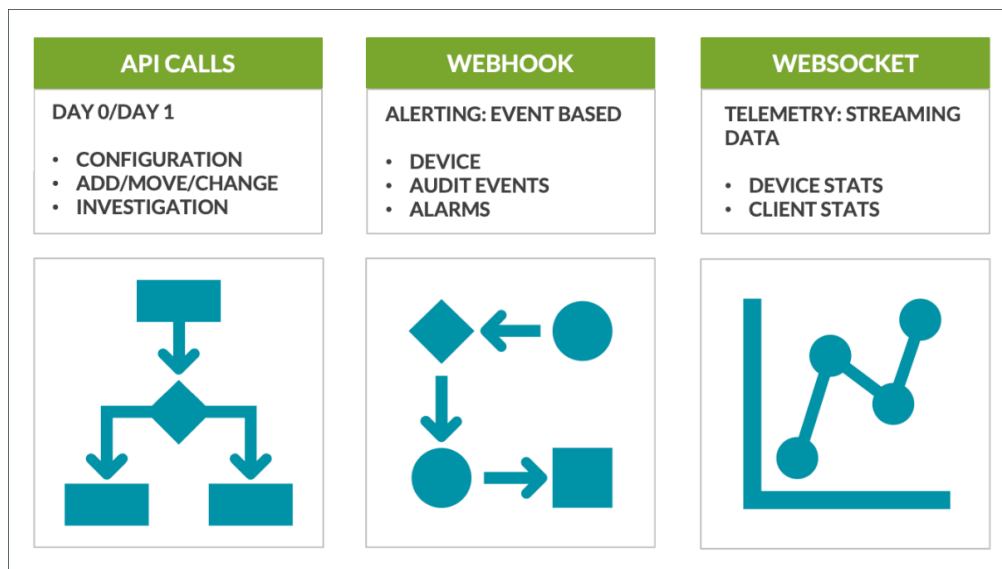 API CALLS
DAY 0/DAY 1
• CONFIGURATION
• ADD/MOVE/CHANGE
• INVESTIGATION
WEBHOOK
ALERTING: EVENT BASED
• DEVICE
• AUDIT EVENTS
• ALARMS
WEBSOCKET
TELEMETRY: STREAMING
DATA
• DEVICE STATS
• CLIENT STATS